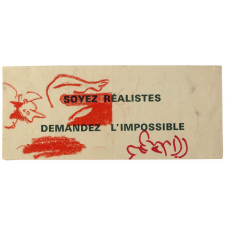 SOYEZ RÉALISTES
DEMANDEZ L'IMPOSSIBLE